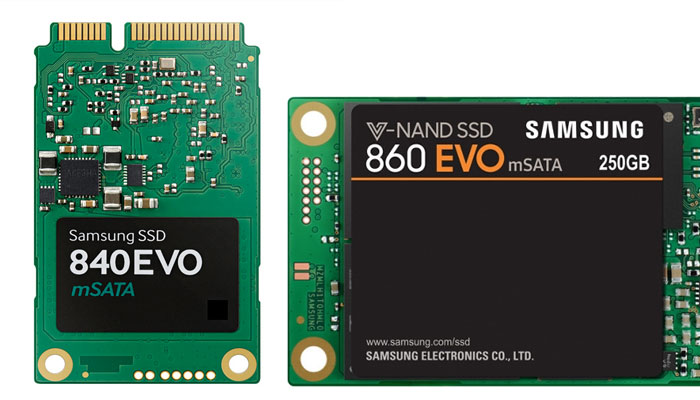 Samsung SSD
840EVO
mSATA
V-NAND SSD
SAMSUNG
860 EVO mSATA
250GB
www.samsung.com/ssd
SAMSUNG ELECTRONICS CO., LTD.
SAMSUNG